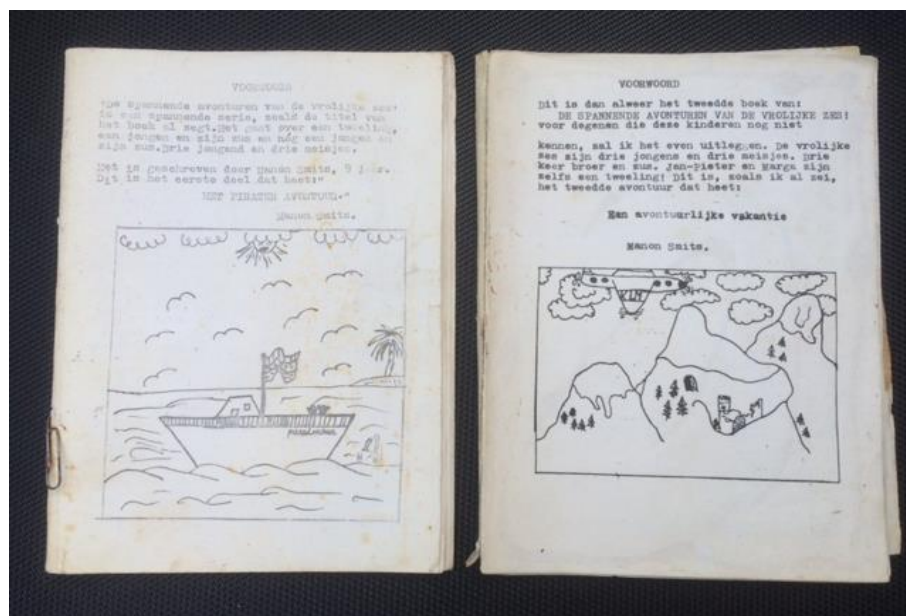 VOORWOORD
"De spannende avonturen van de vrolijke zes"
is een spannende serie, zoals de titel van
het boek al zegt. Het gaat over een tweeling,
een jongen en zijn zus en nóg een jongen en
zijn zus. Drie jongens en drie meisjes.
Het is geschreven door Manon Smits, 9 jaar.
Dit is het eerste deel dat heet:"
HET PIRATEN AVONTUUR."
Manon Smits.
VOORWOORD
Dit is dan alweer het tweedde boek van:
DE SPANNENDE AVONTUREN VAN DE VROLIJKE ZES!
voor degenen die deze kinderen nog niet
kennen, zal ik het even uitleggen. De vrolijke
zes zijn drie jongens en drie meisjes. Drie
keer broer en zus. Jan-Pieter en Marga zijn
zelfs een tweeling! Dit is, zoals ik al zei,
het tweedde avontuur dat heet:
Een avontuurlijke vakantie
Manon Smits.
KLM